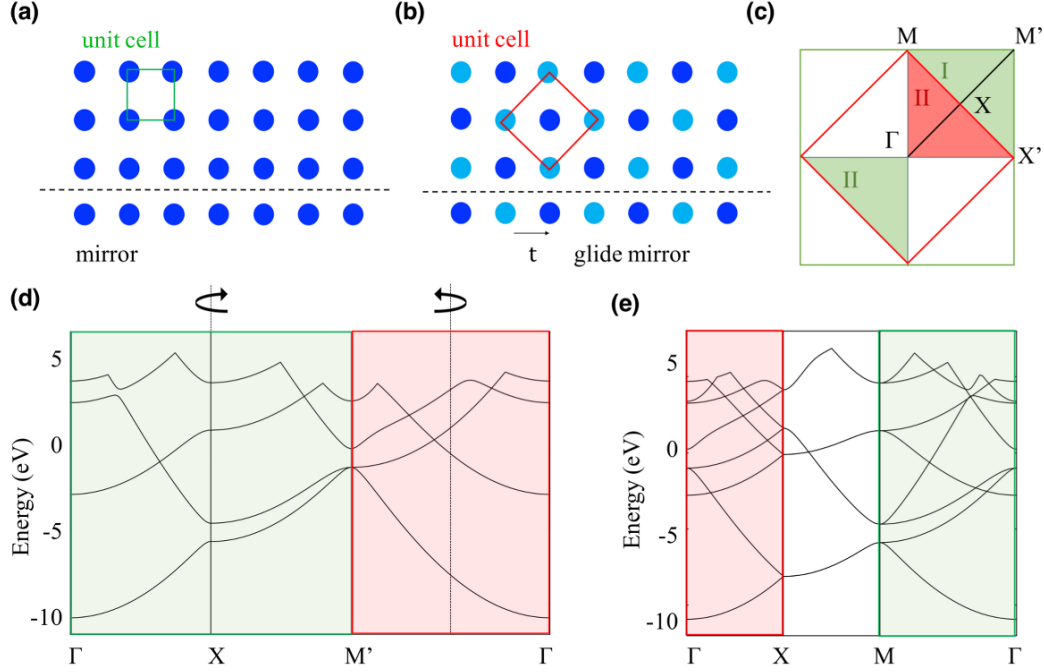 (a)
unit cell
mirror
(b)
unit cell
t
glide mirror
(c)
M
M'
I
II
X
Γ
X'
II
(d)
5
0
-5
-10
Energy (eV)
Γ
X
M'
Γ
(e)
5
0
-5
-10
Energy (eV)
Γ
X
M
Γ